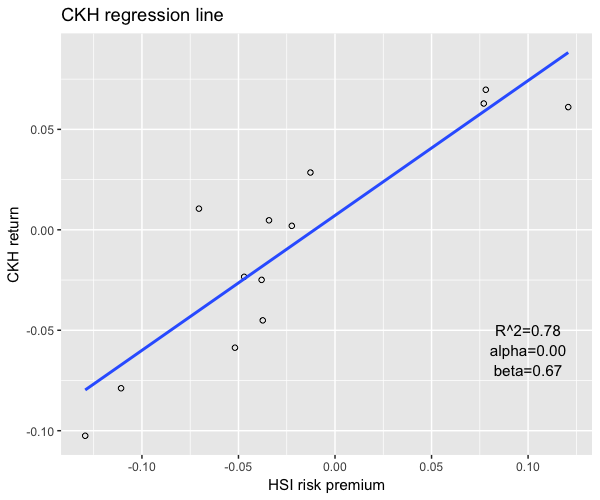 CKH regression line
CKH return
0.05
0.00
-0.05
-0.10
R^2=0.78
alpha=0.00
beta=0.67
-0.10
-0.05
0.00
0.05
0.10
HSI risk premium